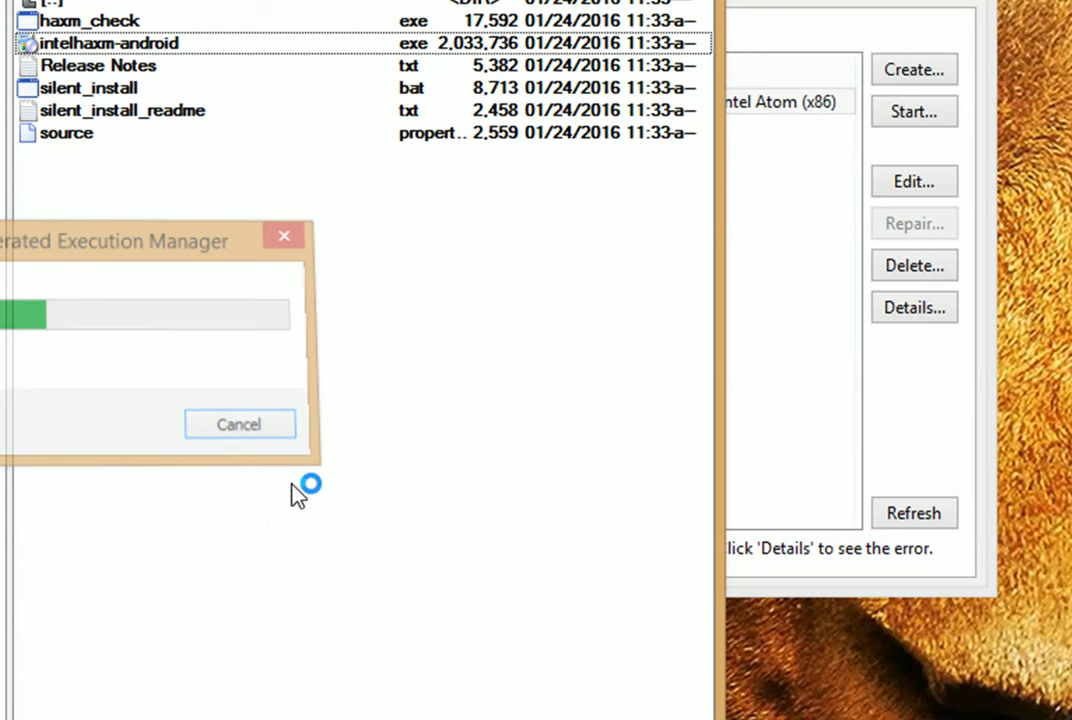 [..] <DIR>
haxm_check exe 17,592 01/24/2016 11:33 -a--
intelhaxm-android exe 2,033,736 01/24/2016 11:33 -a--
Release Notes txt 5,382 01/24/2016 11:33 -a--
silent_install bat 8,713 01/24/2016 11:33 -a--
silent_install_readme txt 2,458 01/24/2016 11:33 -a--
source propert.. 2,559 01/24/2016 11:33 -a--
erated Execution Manager
Cancel
ntel Atom (x86)
Create...
Start...
Edit...
Repair...
Delete...
Details...
Refresh
lick 'Details' to see the error.